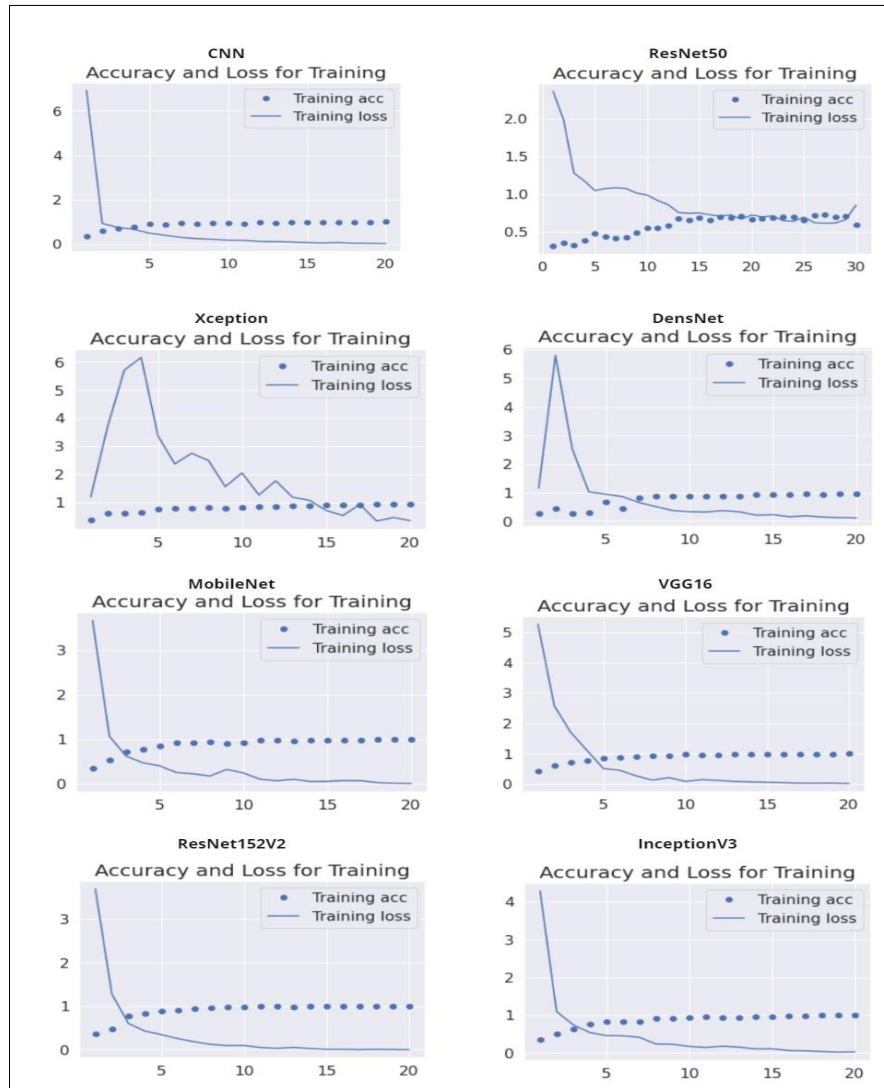 CNN
Accuracy and Loss for Training
Training acc
Training loss
6
4
2
0
5
10
15
20
ResNet50
Accuracy and Loss for Training
Training acc
Training loss
2.0
1.5
1.0
0.5
0
5
10
15
20
25
30
Xception
Accuracy and Loss for Training
Training acc
Training loss
6
5
4
3
2
1
5
10
15
20
DensNet
Accuracy and Loss for Training
Training acc
Training loss
6
5
4
3
2
1
0
5
10
15
20
MobileNet
Accuracy and Loss for Training
Training acc
Training loss
3
2
1
0
5
10
15
20
VGG16
Accuracy and Loss for Training
Training acc
Training loss
5
4
3
2
1
0
5
10
15
20
ResNet152V2
Accuracy and Loss for Training
Training acc
Training loss
3
2
1
0
5
10
15
20
InceptionV3
Accuracy and Loss for Training
Training acc
Training loss
4
3
2
1
0
5
10
15
20